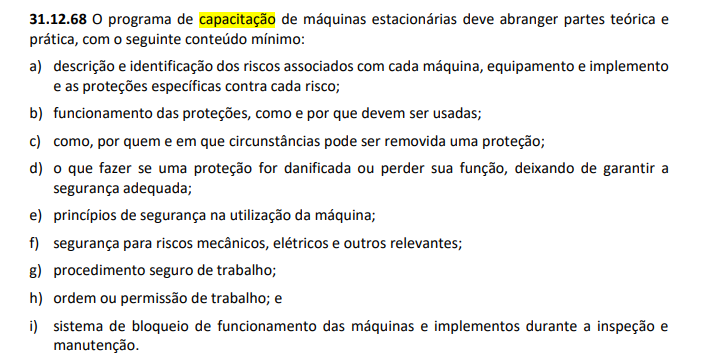 31.12.68 O programa de capacitação de máquinas estacionárias deve abranger partes teórica e
prática, com o seguinte conteúdo mínimo:
a) descrição e identificação dos riscos associados com cada máquina, equipamento e implemento
e as proteções específicas contra cada risco;
b) funcionamento das proteções, como e por que devem ser usadas;
c) como, por quem e em que circunstâncias pode ser removida uma proteção;
d) o que fazer se uma proteção for danificada ou perder sua função, deixando de garantir a
segurança adequada;
e) princípios de segurança na utilização da máquina;
f) segurança para riscos mecânicos, elétricos e outros relevantes;
g) procedimento seguro de trabalho;
h) ordem ou permissão de trabalho; e
i) sistema de bloqueio de funcionamento das máquinas e implementos durante a inspeção e
manutenção.